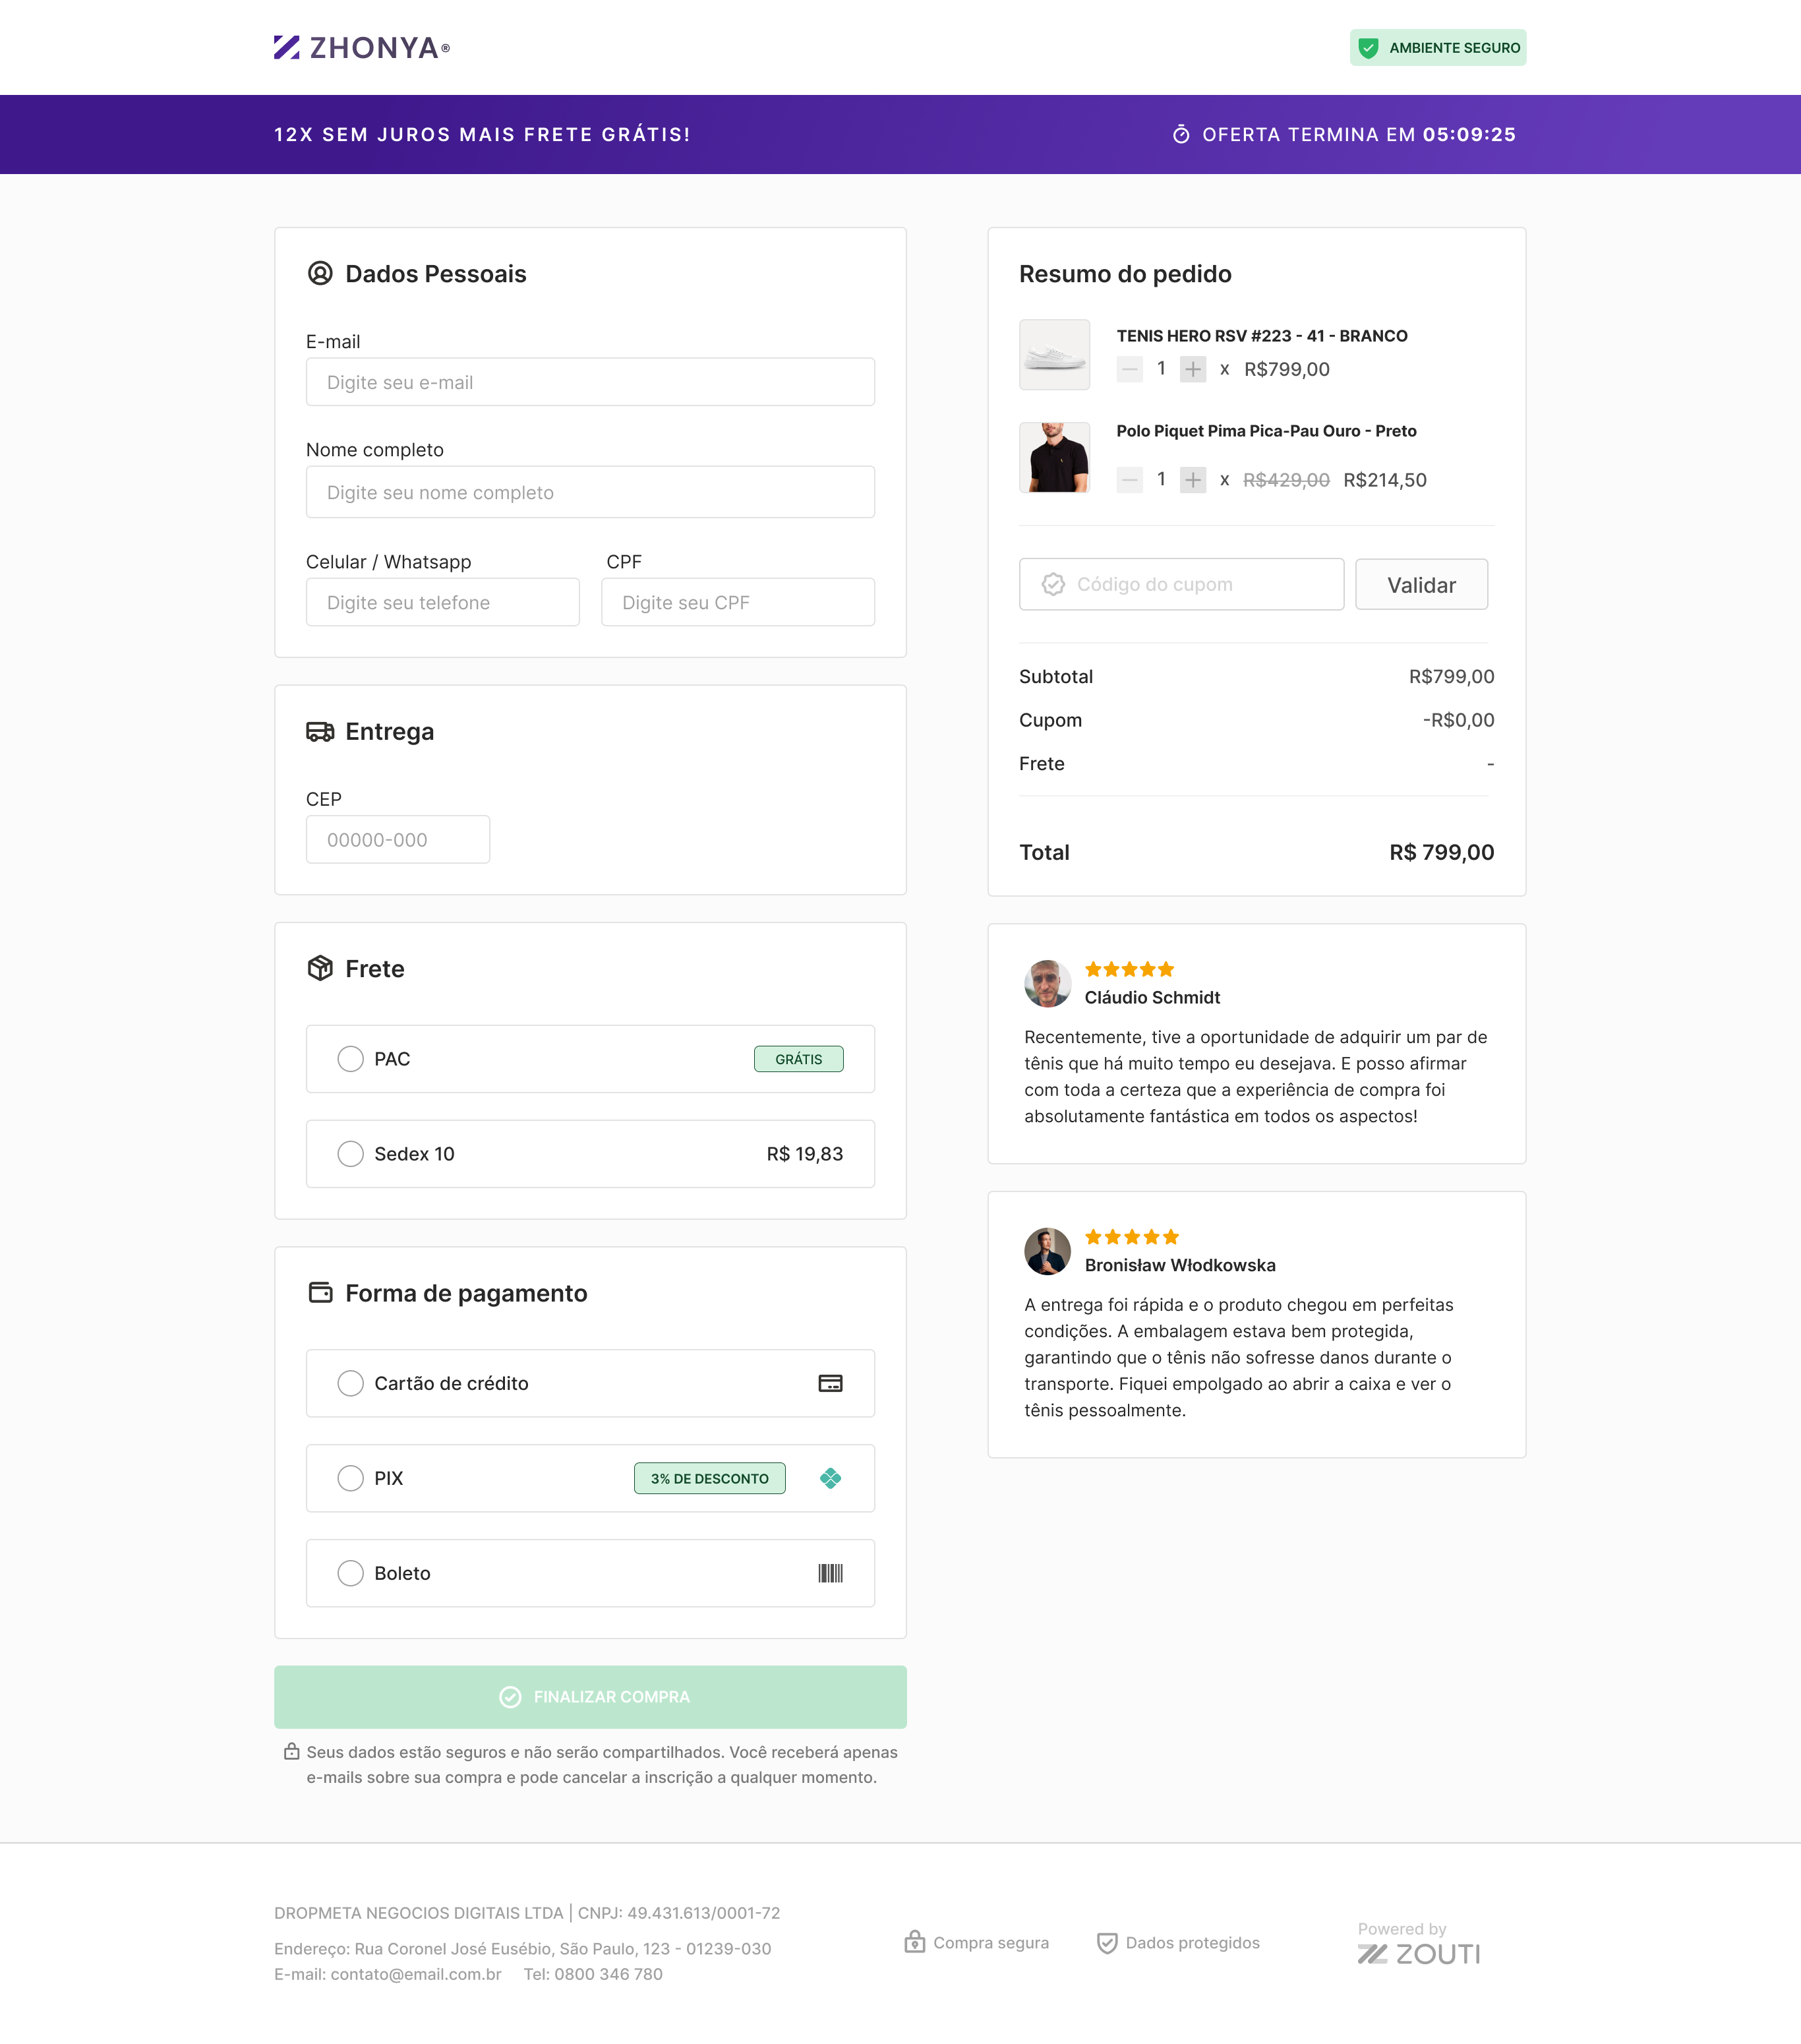 ZHONYA®
AMBIENTE SEGURO
12X SEM JUROS MAIS FRETE GRÁTIS!
OFERTA TERMINA EM 05:09:25
Dados Pessoais
E-mail
Digite seu e-mail
Nome completo
Digite seu nome completo
Celular / Whatsapp
CPF
Digite seu telefone
Digite seu CPF
Entrega
CEP
00000-000
Frete
PAC
GRÁTIS
Sedex 10
R$ 19,83
Forma de pagamento
Cartão de crédito
PIX
3% DE DESCONTO
Boleto
FINALIZAR COMPRA
Seus dados estão seguros e não serão compartilhados. Você receberá apenas
e-mails sobre sua compra e pode cancelar a inscrição a qualquer momento.
Resumo do pedido
TENIS HERO RSV #223 - 41 - BRANCO
1 x R$799,00
Polo Piquet Pima Pica-Pau Ouro - Preto
1 x R$429,00 R$214,50
Código do cupom
Validar
Subtotal R$799,00
Cupom -R$0,00
Frete -
Total R$ 799,00
Cláudio Schmidt
Recentemente, tive a oportunidade de adquirir um par de
tênis que há muito tempo eu desejava. E posso afirmar
com toda a certeza que a experiência de compra foi
absolutamente fantástica em todos os aspectos!
Bronisław Włodkowska
A entrega foi rápida e o produto chegou em perfeitas
condições. A embalagem estava bem protegida,
garantindo que o tênis não sofresse danos durante o
transporte. Fiquei empolgado ao abrir a caixa e ver o
tênis pessoalmente.
DROPMETA NEGOCIOS DIGITAIS LTDA | CNPJ: 49.431.613/0001-72
Endereço: Rua Coronel José Eusébio, São Paulo, 123 - 01239-030
E-mail: contato@email.com.br Tel: 0800 346 780
Compra segura
Dados protegidos
Powered by
ZOUTI